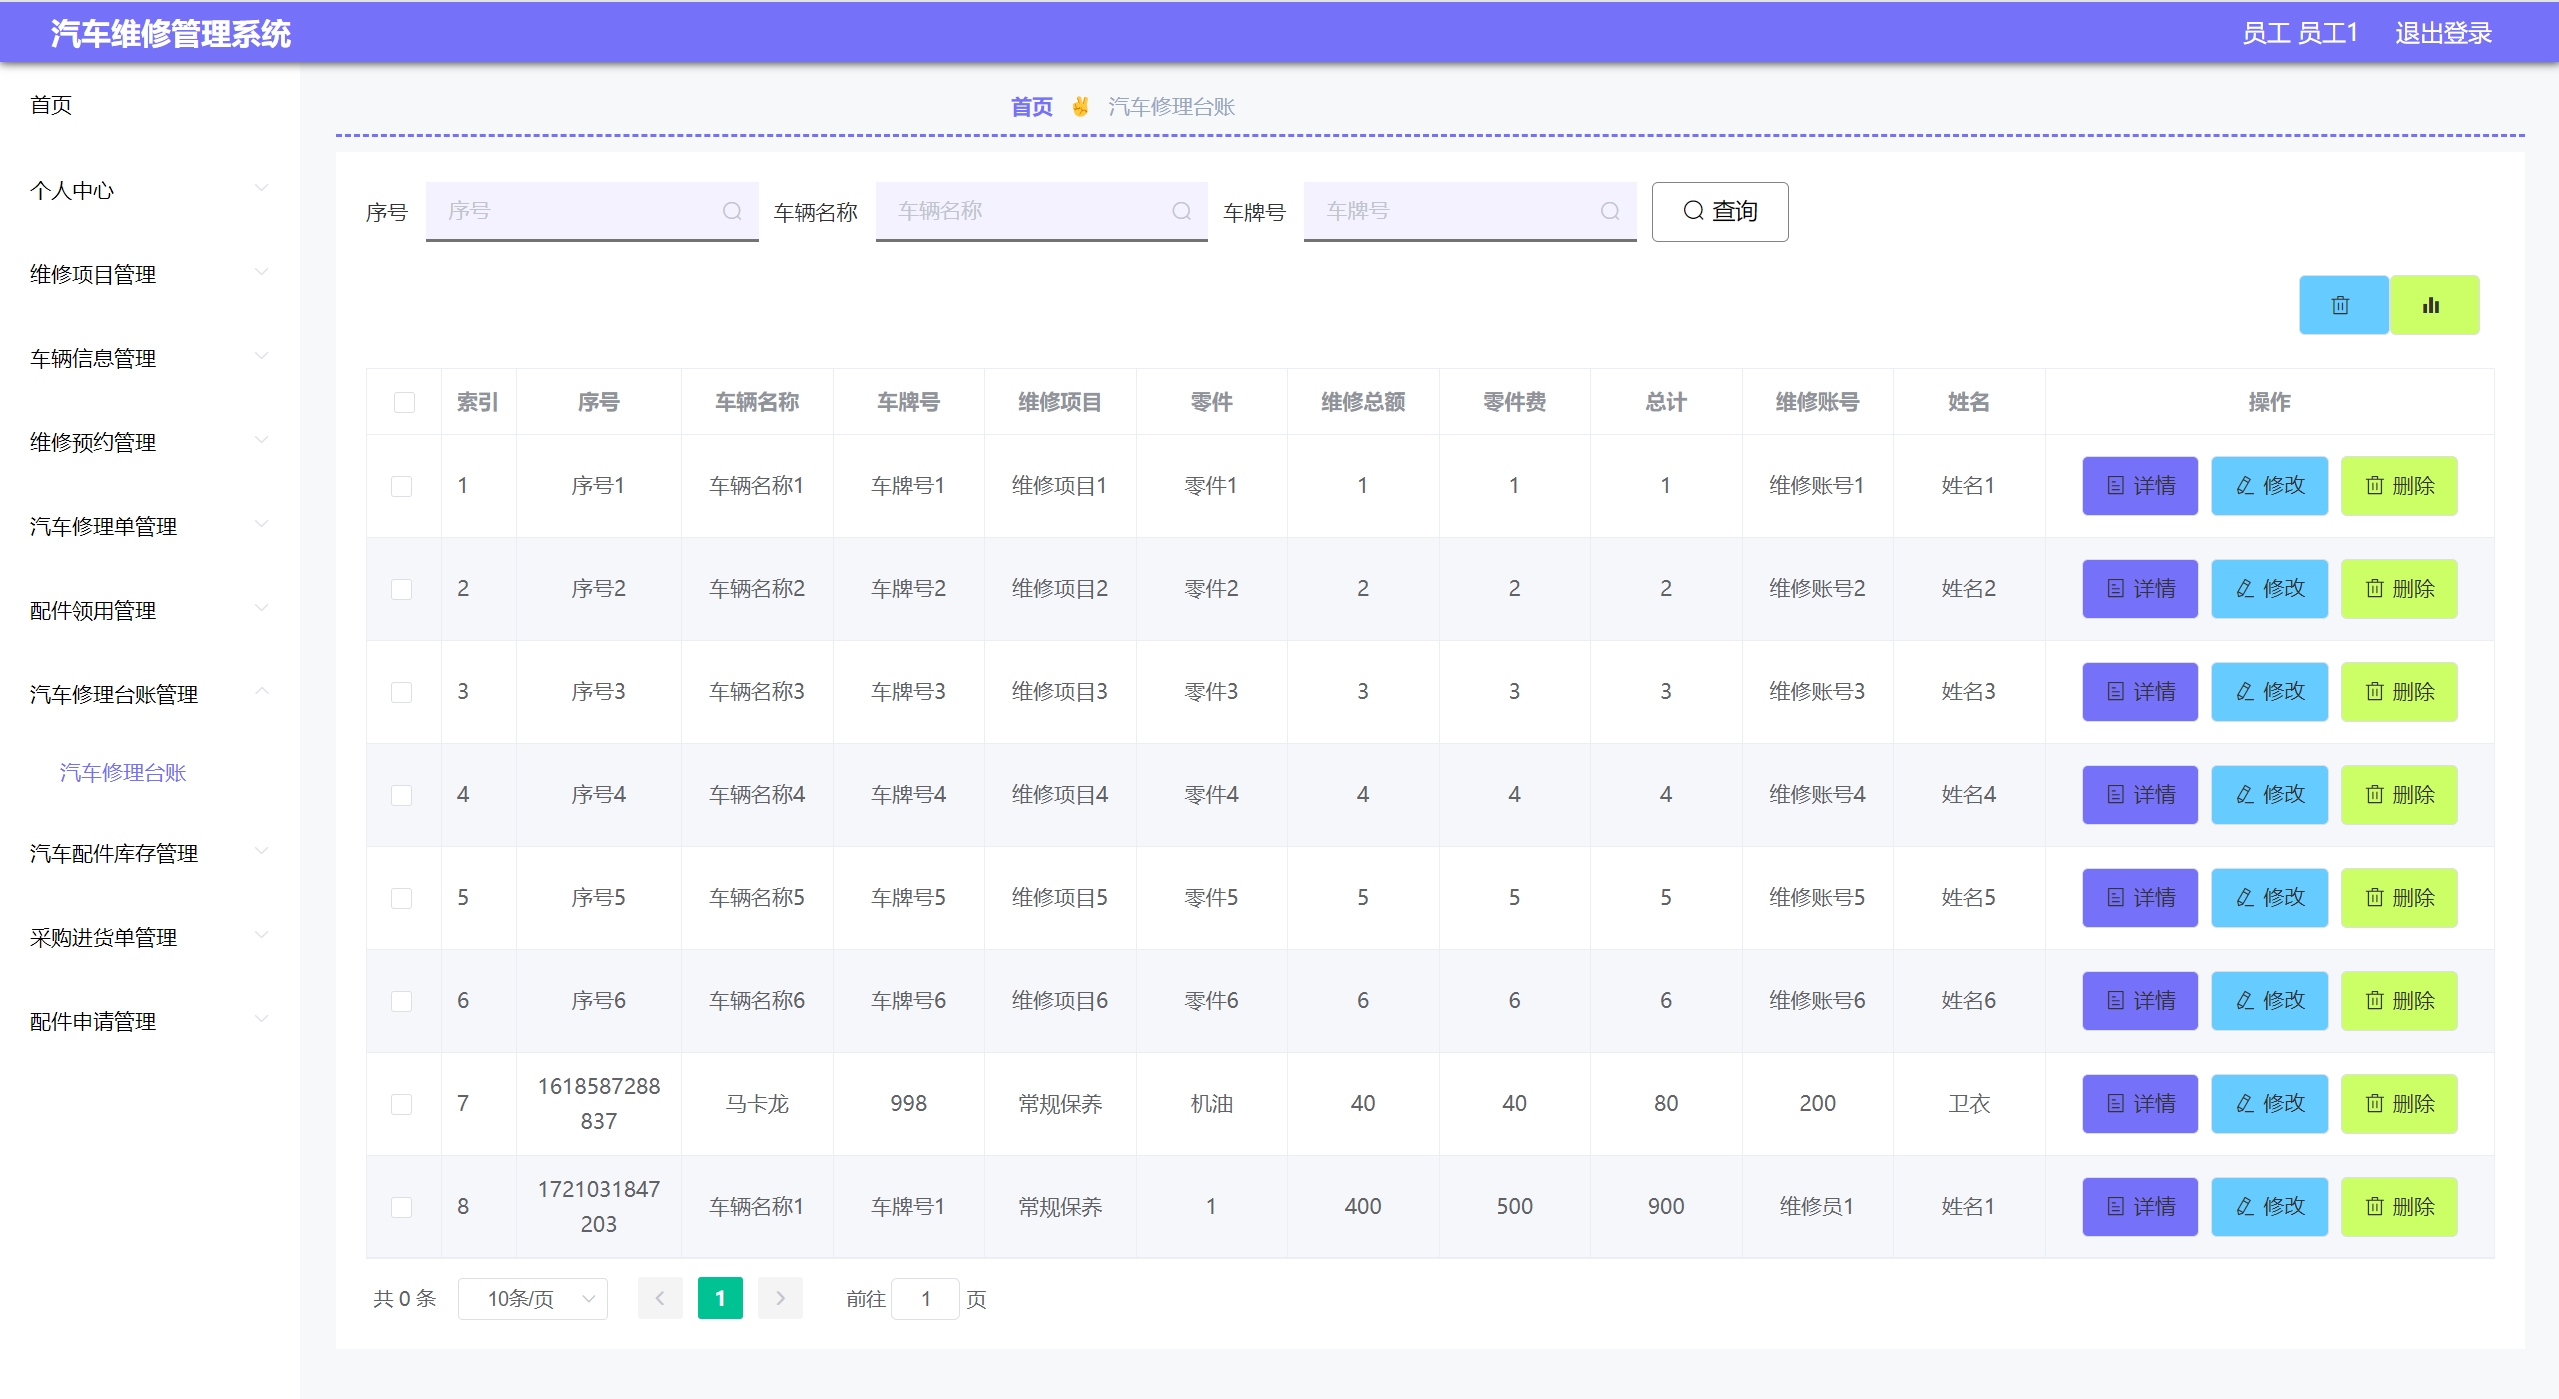 汽车维修管理系统
员工 员工1 退出登录
首页
个人中心
维修项目管理
车辆信息管理
维修预约管理
汽车修理单管理
配件领用管理
汽车修理台账管理
汽车修理台账
汽车配件库存管理
采购进货单管理
配件申请管理
首页 ✌ 汽车修理台账
序号 序号 车辆名称 车辆名称 车牌号 车牌号 查询
索引 序号 车辆名称 车牌号 维修项目 零件 维修总额 零件费 总计 维修账号 姓名 操作
1 序号1 车辆名称1 车牌号1 维修项目1 零件1 1 1 1 维修账号1 姓名1 详情 修改 删除
2 序号2 车辆名称2 车牌号2 维修项目2 零件2 2 2 2 维修账号2 姓名2 详情 修改 删除
3 序号3 车辆名称3 车牌号3 维修项目3 零件3 3 3 3 维修账号3 姓名3 详情 修改 删除
4 序号4 车辆名称4 车牌号4 维修项目4 零件4 4 4 4 维修账号4 姓名4 详情 修改 删除
5 序号5 车辆名称5 车牌号5 维修项目5 零件5 5 5 5 维修账号5 姓名5 详情 修改 删除
6 序号6 车辆名称6 车牌号6 维修项目6 零件6 6 6 6 维修账号6 姓名6 详情 修改 删除
7 1618587288837 马卡龙 998 常规保养 机油 40 40 80 200 卫衣 详情 修改 删除
8 1721031847203 车辆名称1 车牌号1 常规保养 1 400 500 900 维修员1 姓名1 详情 修改 删除
共 0 条 10条/页 1 前往 1 页